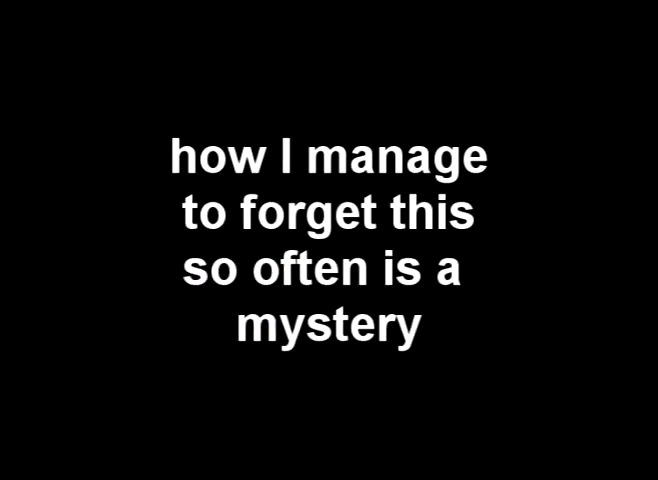 how I manage
to forget this
so often is a
mystery